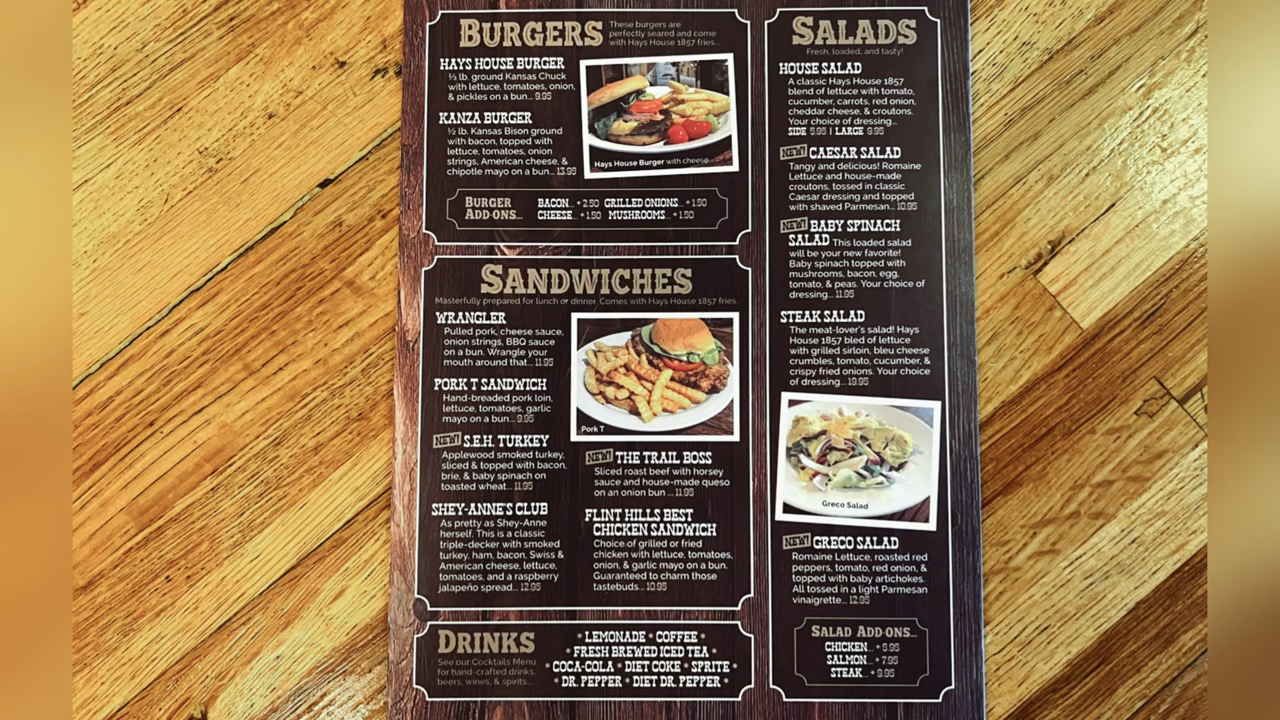 BURGERS
These burgers are
perfectly seared and come
with Hays House 1857 fries...
HAYS HOUSE BURGER
⅓ lb. ground Kansas Chuck
with lettuce, tomatoes, onion,
& pickles on a bun... 9.95
KANZA BURGER
½ lb. Kansas Bison ground
with bacon, topped with
lettuce, tomatoes, onion
strings, American cheese, &
chipotle mayo on a bun... 13.95
Hays House Burger with cheese...
BURGER
ADD-ONS...
BACON... +2.50 GRILLED ONIONS... +1.50
CHEESE... +1.50 MUSHROOMS... +1.50
SANDWICHES
Masterfully prepared for lunch or dinner. Comes with Hays House 1857 fries.
WRANGLER
Pulled pork, cheese sauce,
onion strings, BBQ sauce
on a bun. Wrangle your
mouth around that... 11.95
PORK T SANDWICH
Hand-breaded pork loin,
lettuce, tomatoes, garlic
mayo on a bun... 9.95
NEW! S.E.H. TURKEY
Applewood smoked turkey,
sliced & topped with bacon,
brie, & baby spinach on
toasted wheat... 11.95
SHEY-ANNE'S CLUB
As pretty as Shey-Anne
herself. This is a classic
triple-decker with smoked
turkey, ham, bacon, Swiss &
American cheese, lettuce,
tomatoes, and a raspberry
jalapeño spread... 12.95
Pork T
NEW! THE TRAIL BOSS
Sliced roast beef with horsey
sauce and house-made queso
on an onion bun ... 11.95
FLINT HILLS BEST
CHICKEN SANDWICH
Choice of grilled or fried
chicken with lettuce, tomatoes,
onion, & garlic mayo on a bun.
Guaranteed to charm those
tastebuds... 10.95
DRINKS
See our Cocktails Menu
for hand-crafted drinks,
beers, wines, & spirits...
• LEMONADE • COFFEE •
• FRESH BREWED ICED TEA •
• COCA-COLA • DIET COKE • SPRITE •
• DR. PEPPER • DIET DR. PEPPER •
SALADS
Fresh, loaded, and tasty!
HOUSE SALAD
A classic Hays House 1857
blend of lettuce with tomato,
cucumber, carrots, red onion,
cheddar cheese, & croutons.
Your choice of dressing...
SIDE 5.95 | LARGE 9.95
NEW! CAESAR SALAD
Tangy and delicious! Romaine
Lettuce and house-made
croutons, tossed in classic
Caesar dressing and topped
with shaved Parmesan... 10.95
NEW! BABY SPINACH
SALAD This loaded salad
will be your new favorite!
Baby spinach topped with
mushrooms, bacon, egg,
tomato, & peas. Your choice of
dressing... 11.95
STEAK SALAD
The meat-lover's salad! Hays
House 1857 bled of lettuce
with grilled sirloin, bleu cheese
crumbles, tomato, cucumber, &
crispy fried onions. Your choice
of dressing... 19.95
Greco Salad
NEW! GRECO SALAD
Romaine Lettuce, roasted red
peppers, tomato, red onion, &
topped with baby artichokes.
All tossed in a light Parmesan
vinaigrette... 12.95
SALAD ADD-ONS...
CHICKEN... +5.95
SALMON... +7.95
STEAK... +9.95